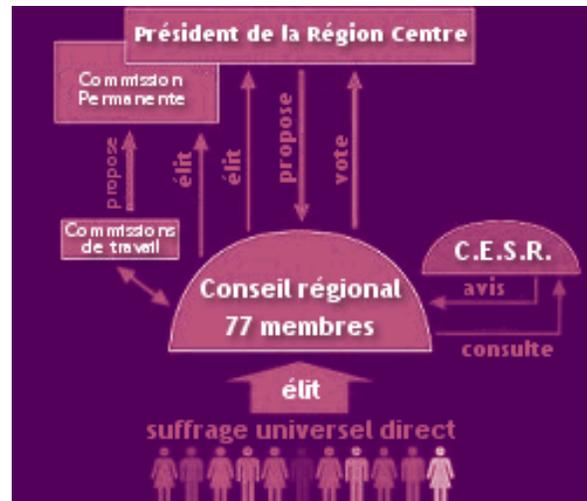 Président de la Région Centre
Commission
Permanente
propose
élit
élit
propose
vote
Commissions
de travail
C.E.S.R.
avis
Conseil régional
77 membres
consulte
élit
suffrage universel direct